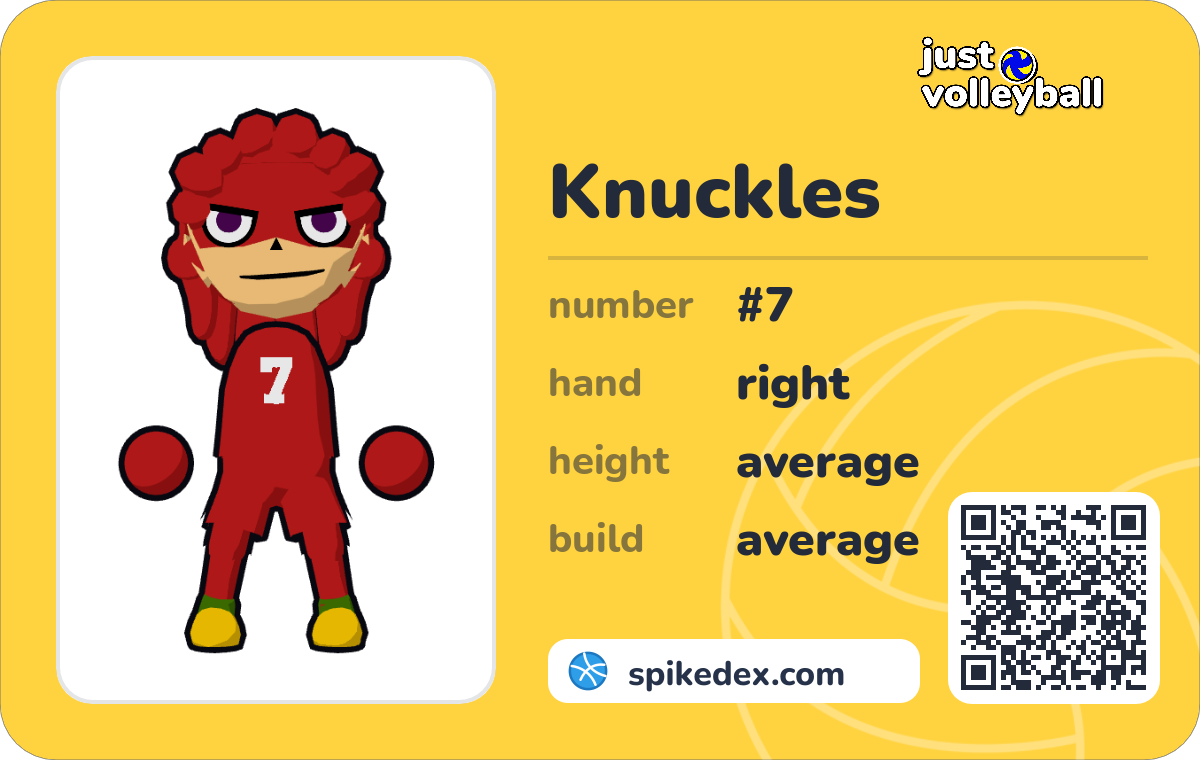 just
volleyball
Knuckles
number #7
hand right
height average
build average
7
spikedex.com